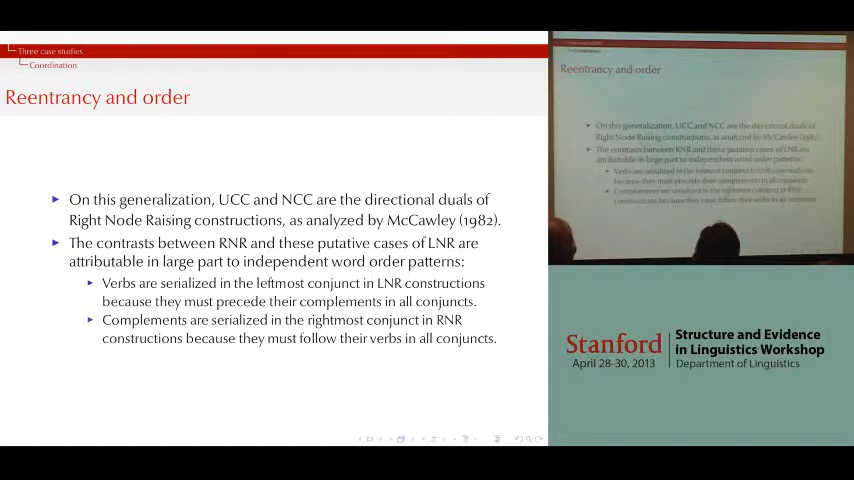 Three case studies
Coordination
Reentrancy and order
On this generalization, UCC and NCC are the directional duals of
Right Node Raising constructions, as analyzed by McCawley (1982).
The contrasts between RNR and these putative cases of LNR are
attributable in large part to independent word order patterns:
Verbs are serialized in the leftmost conjunct in LNR constructions
because they must precede their complements in all conjuncts.
Complements are serialized in the rightmost conjunct in RNR
constructions because they must follow their verbs in all conjuncts.
Reentrancy and order
On this generalization, UCC and NCC are the directional duals of
Right Node Raising constructions, as analyzed by McCawley (1982).
The contrasts between RNR and these putative cases of LNR are
attributable in large part to independent word order patterns:
Verbs are serialized in the leftmost conjunct in LNR constructions
because they must precede their complements in all conjuncts.
Complements are serialized in the rightmost conjunct in RNR
constructions because they must follow their verbs in all conjuncts.
Stanford
April 28-30, 2013
Structure and Evidence
in Linguistics Workshop
Department of Linguistics